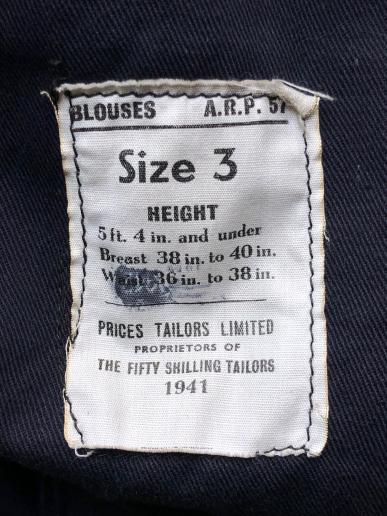 BLOUSES A.R.P. 57
Size 3
HEIGHT
5 ft. 4 in. and under
Breast 38 in. to 40 in.
Waist 36 in. to 38 in.
PRICES TAILORS LIMITED
PROPRIETORS OF
THE FIFTY SHILLING TAILORS
1941